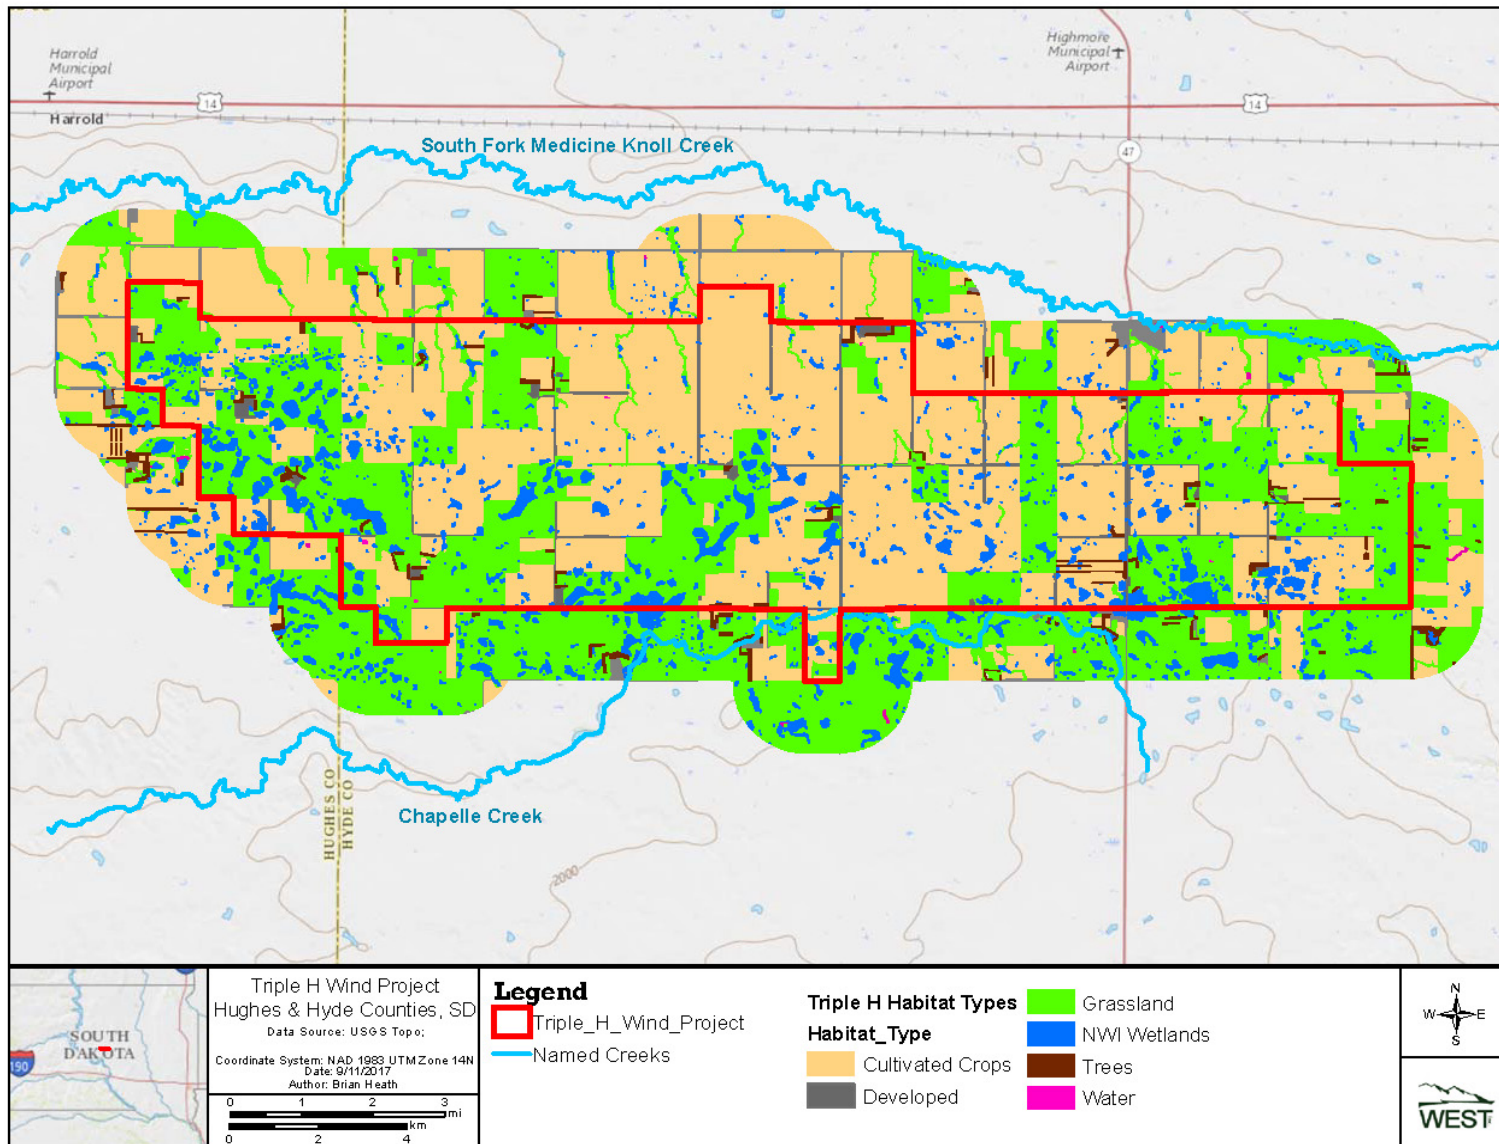 Harrold
Municipal
Airport
Harrold
14
South Fork Medicine Knoll Creek
Highmore
Municipal
Airport
14
47
Chapelle Creek
HUGHES CO
HYDE CO
2000
SOUTH
DAKOTA
190
Triple H Wind Project
Hughes & Hyde Counties, SD
Data Source: USGS Topo;
Coordinate System: NAD 1983 UTM Zone 14N
Date: 9/11/2017
Author: Brian Heath
0 1 2 3
mi
km
0 2 4
Legend
Triple_H_Wind_Project
Named Creeks
Triple H Habitat Types
Habitat_Type
Cultivated Crops
Developed
Grassland
NWI Wetlands
Trees
Water
N
W E
S
WEST